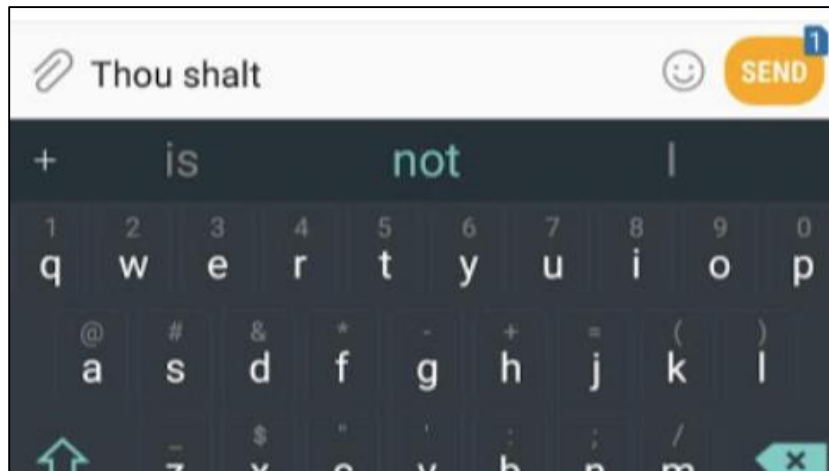 Thou shalt SEND 1
+ is not I
1 2 3 4 5 6 7 8 9 0
q w e r t y u i o p
@ # & * - + = ( )
a s d f g h j k l
_ $ " ' : ; /
z x c v b n m